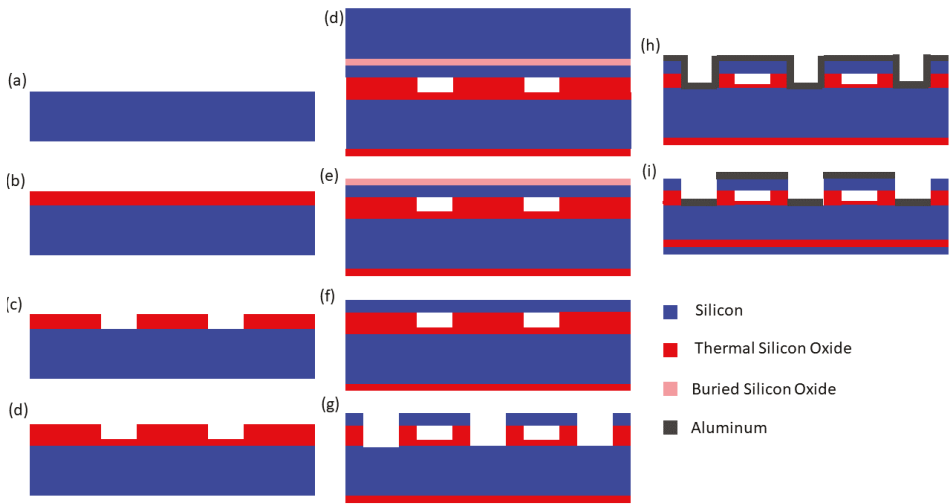 (a)
(b)
(c)
(d)
(d)
(e)
(f)
(g)
(h)
(i)
Silicon
Thermal Silicon Oxide
Buried Silicon Oxide
Aluminum